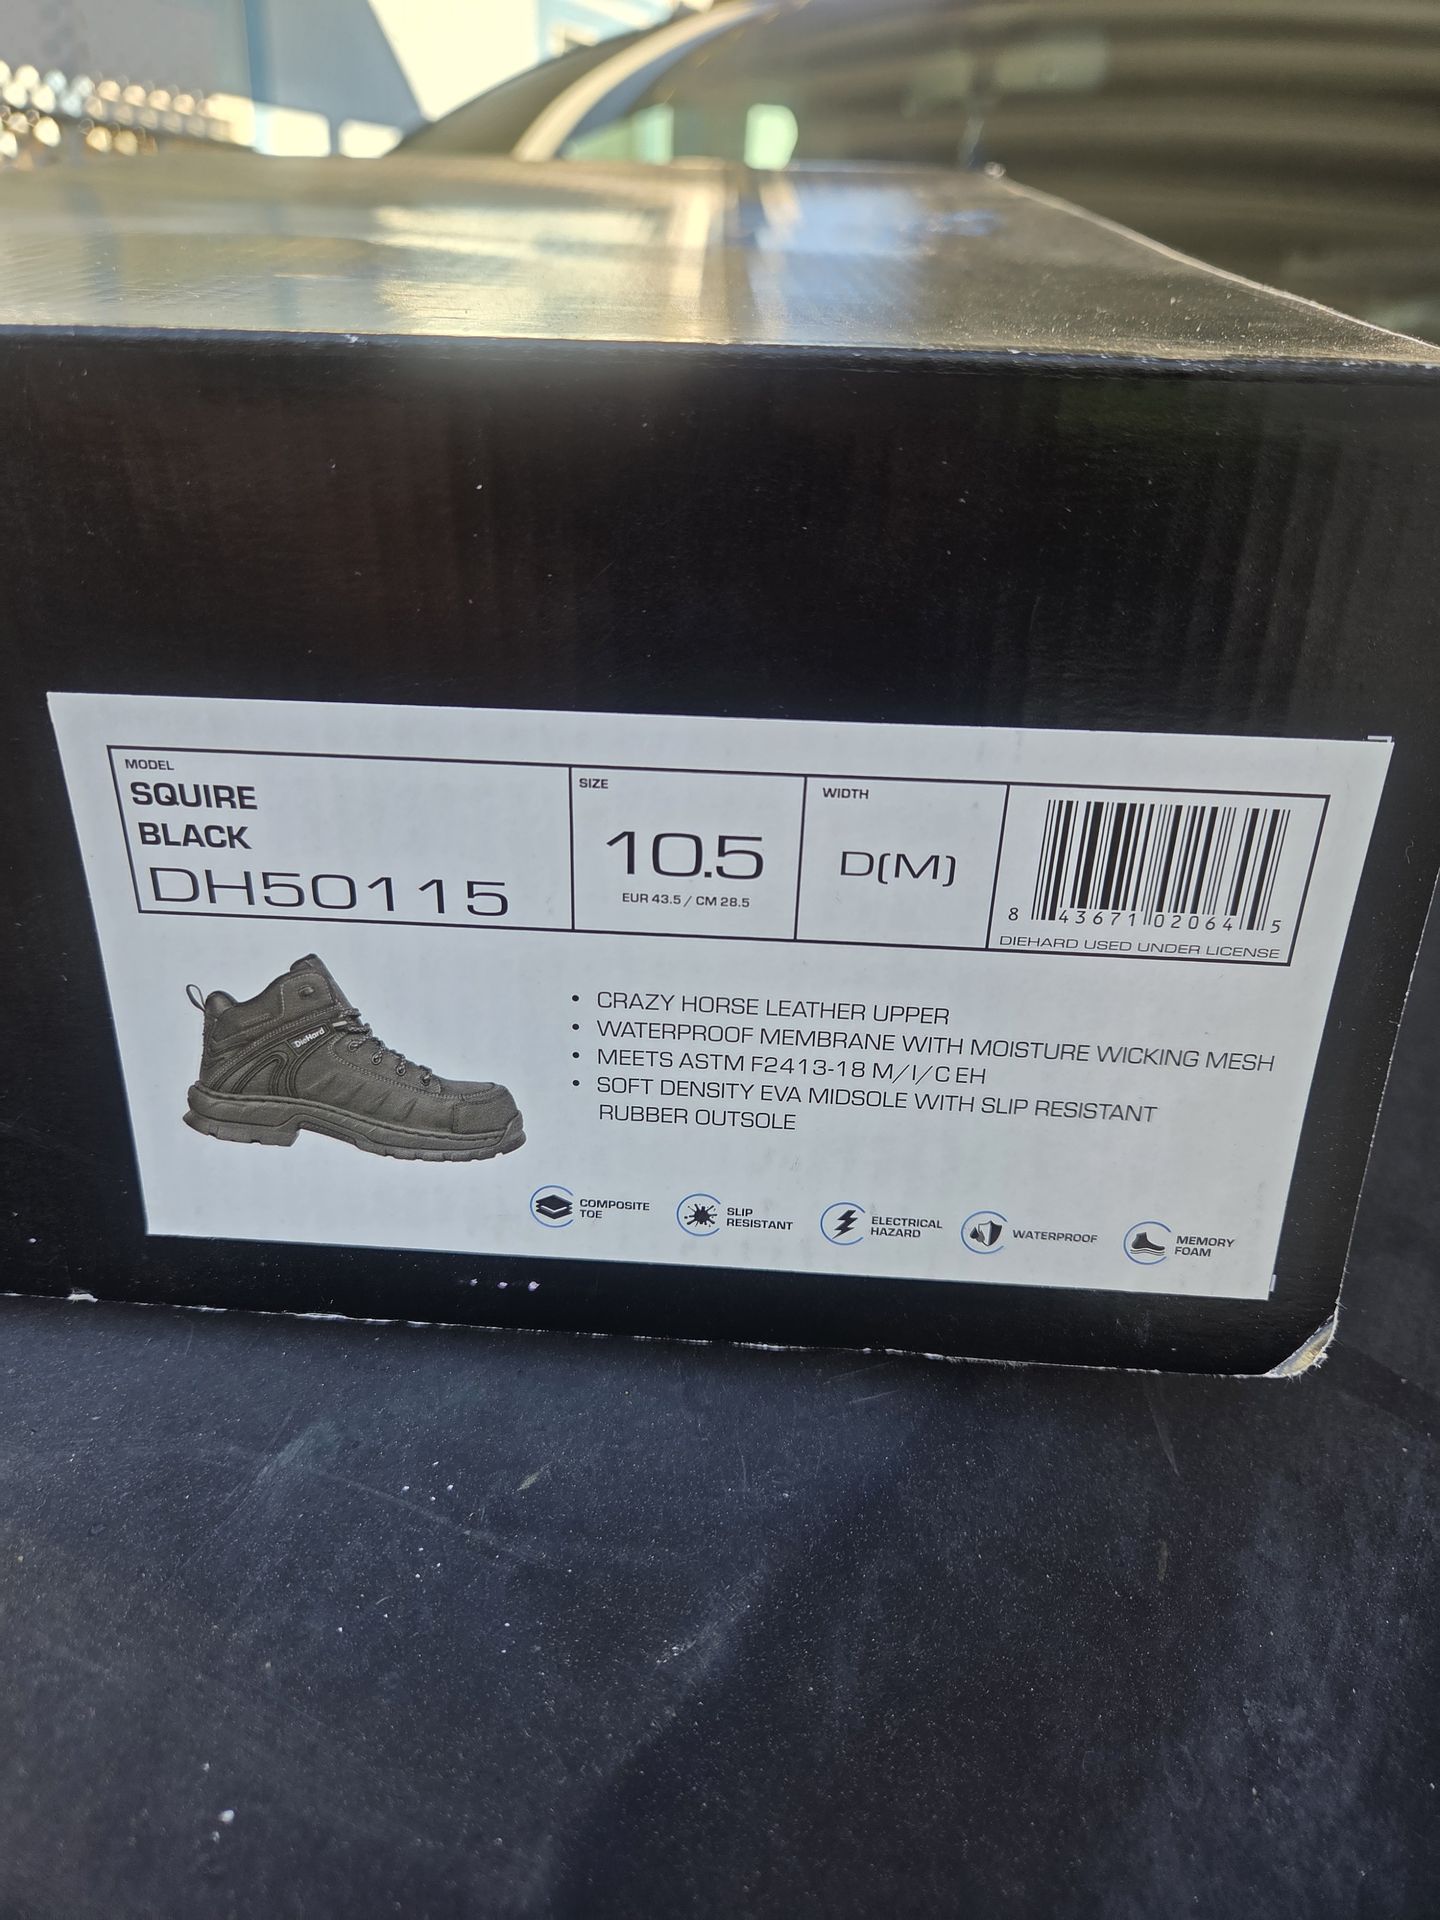 MODEL
SQUIRE
BLACK
DH50115
SIZE
10.5
EUR 43.5 / CM 28.5
WIDTH
D(M)
8 43671 02064 5
DIEHARD USED UNDER LICENSE
DieHard
• CRAZY HORSE LEATHER UPPER
• WATERPROOF MEMBRANE WITH MOISTURE WICKING MESH
• MEETS ASTM F2413-18 M/I/C EH
• SOFT DENSITY EVA MIDSOLE WITH SLIP RESISTANT
RUBBER OUTSOLE
COMPOSITE
TOE
SLIP
RESISTANT
ELECTRICAL
HAZARD
WATERPROOF
MEMORY
FOAM